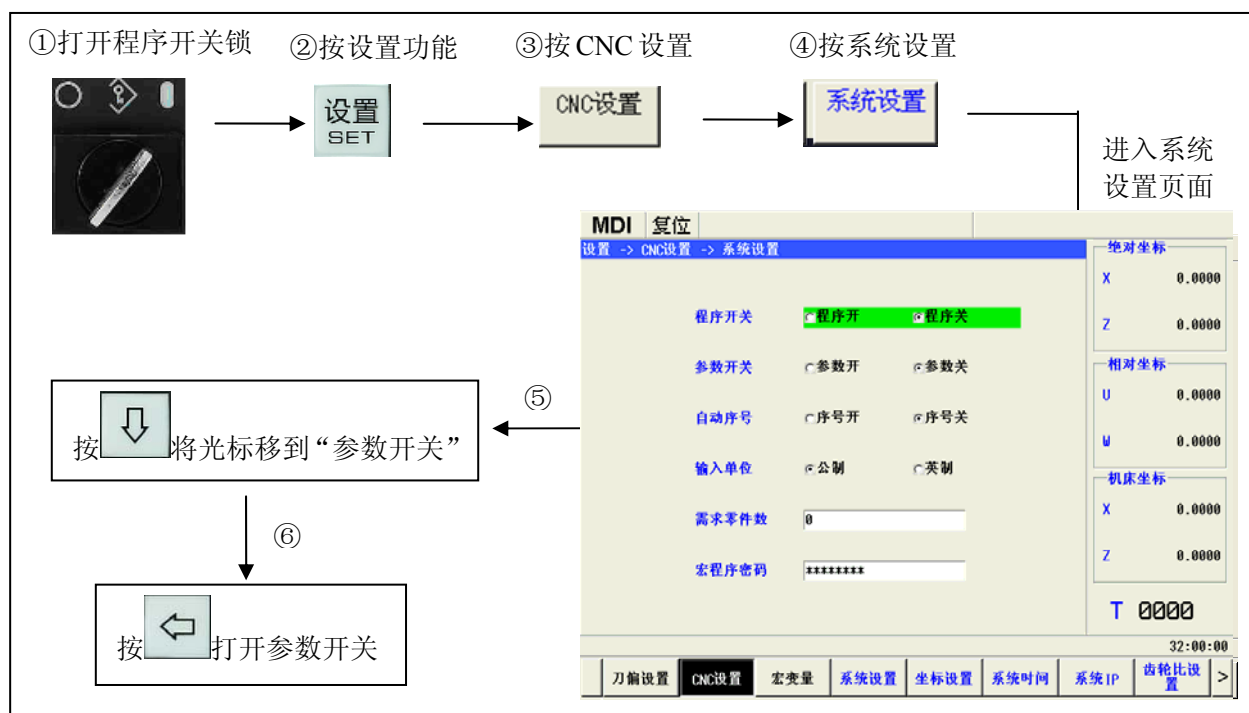 ①打开程序开关锁
②按设置功能
③按 CNC 设置
④按系统设置
设置
SET
CNC设置
系统设置
进入系统
设置页面
MDI 复位
设置 -> CNC设置 -> 系统设置
程序开关 程序开 程序关
参数开关 参数开 参数关
自动序号 序号开 序号关
输入单位 公制 英制
需求零件数 0
宏程序密码 ********
绝对坐标
X 0.0000
Z 0.0000
相对坐标
U 0.0000
W 0.0000
机床坐标
X 0.0000
Z 0.0000
T 0000
32:00:00
刀偏设置 CNC设置 宏变量 系统设置 坐标设置 系统时间 系统IP 齿轮比设
置 >
⑤
按 将光标移到“参数开关”
⑥
按 打开参数开关